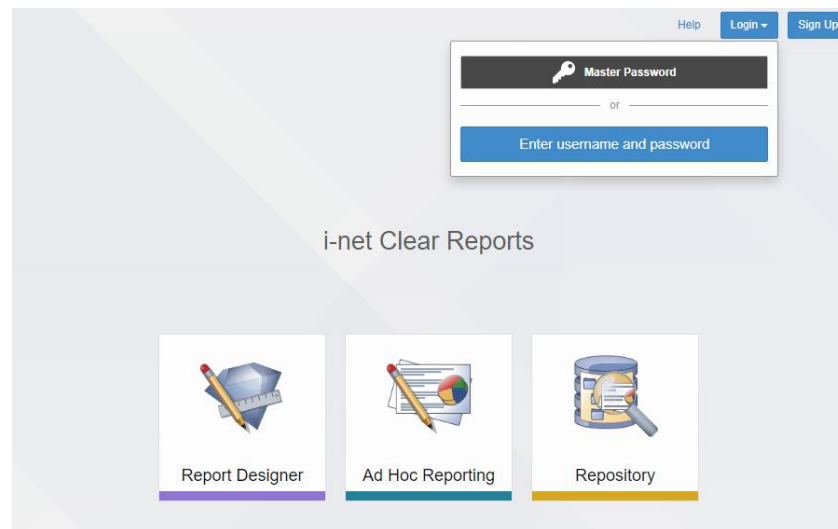 Help Login Sign Up
Master Password
or
Enter username and password
i-net Clear Reports
Report Designer Ad Hoc Reporting Repository